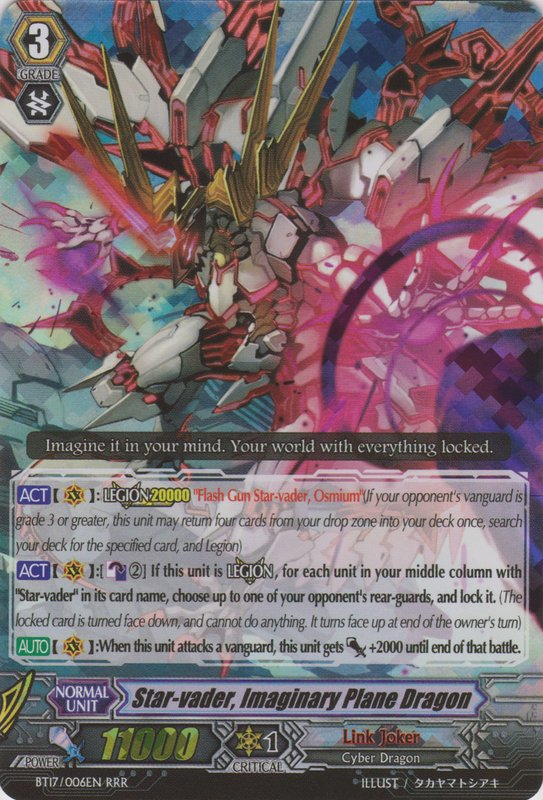 3
GRADE
Imagine it in your mind. Your world with everything locked.
ACT [ ]: LEGION 20000 "Flash Gun Star-vader, Osmium"(If your opponent's vanguard is
grade 3 or greater, this unit may return four cards from your drop zone into your deck once, search
your deck for the specified card, and Legion)
ACT [ ]: [ ②] If this unit is LEGION, for each unit in your middle column with
"Star-vader" in its card name, choose up to one of your opponent's rear-guards, and lock it. (The
locked card is turned face down, and cannot do anything. It turns face up at end of the owner's turn)
AUTO [ ]:When this unit attacks a vanguard, this unit gets +2000 until end of that battle.
NORMAL
UNIT
Star-vader, Imaginary Plane Dragon
POWER
11000
1
CRITICAL
Link Joker
Cyber Dragon
BT17/006EN RRR
ILLUST / タカヤマトシアキ